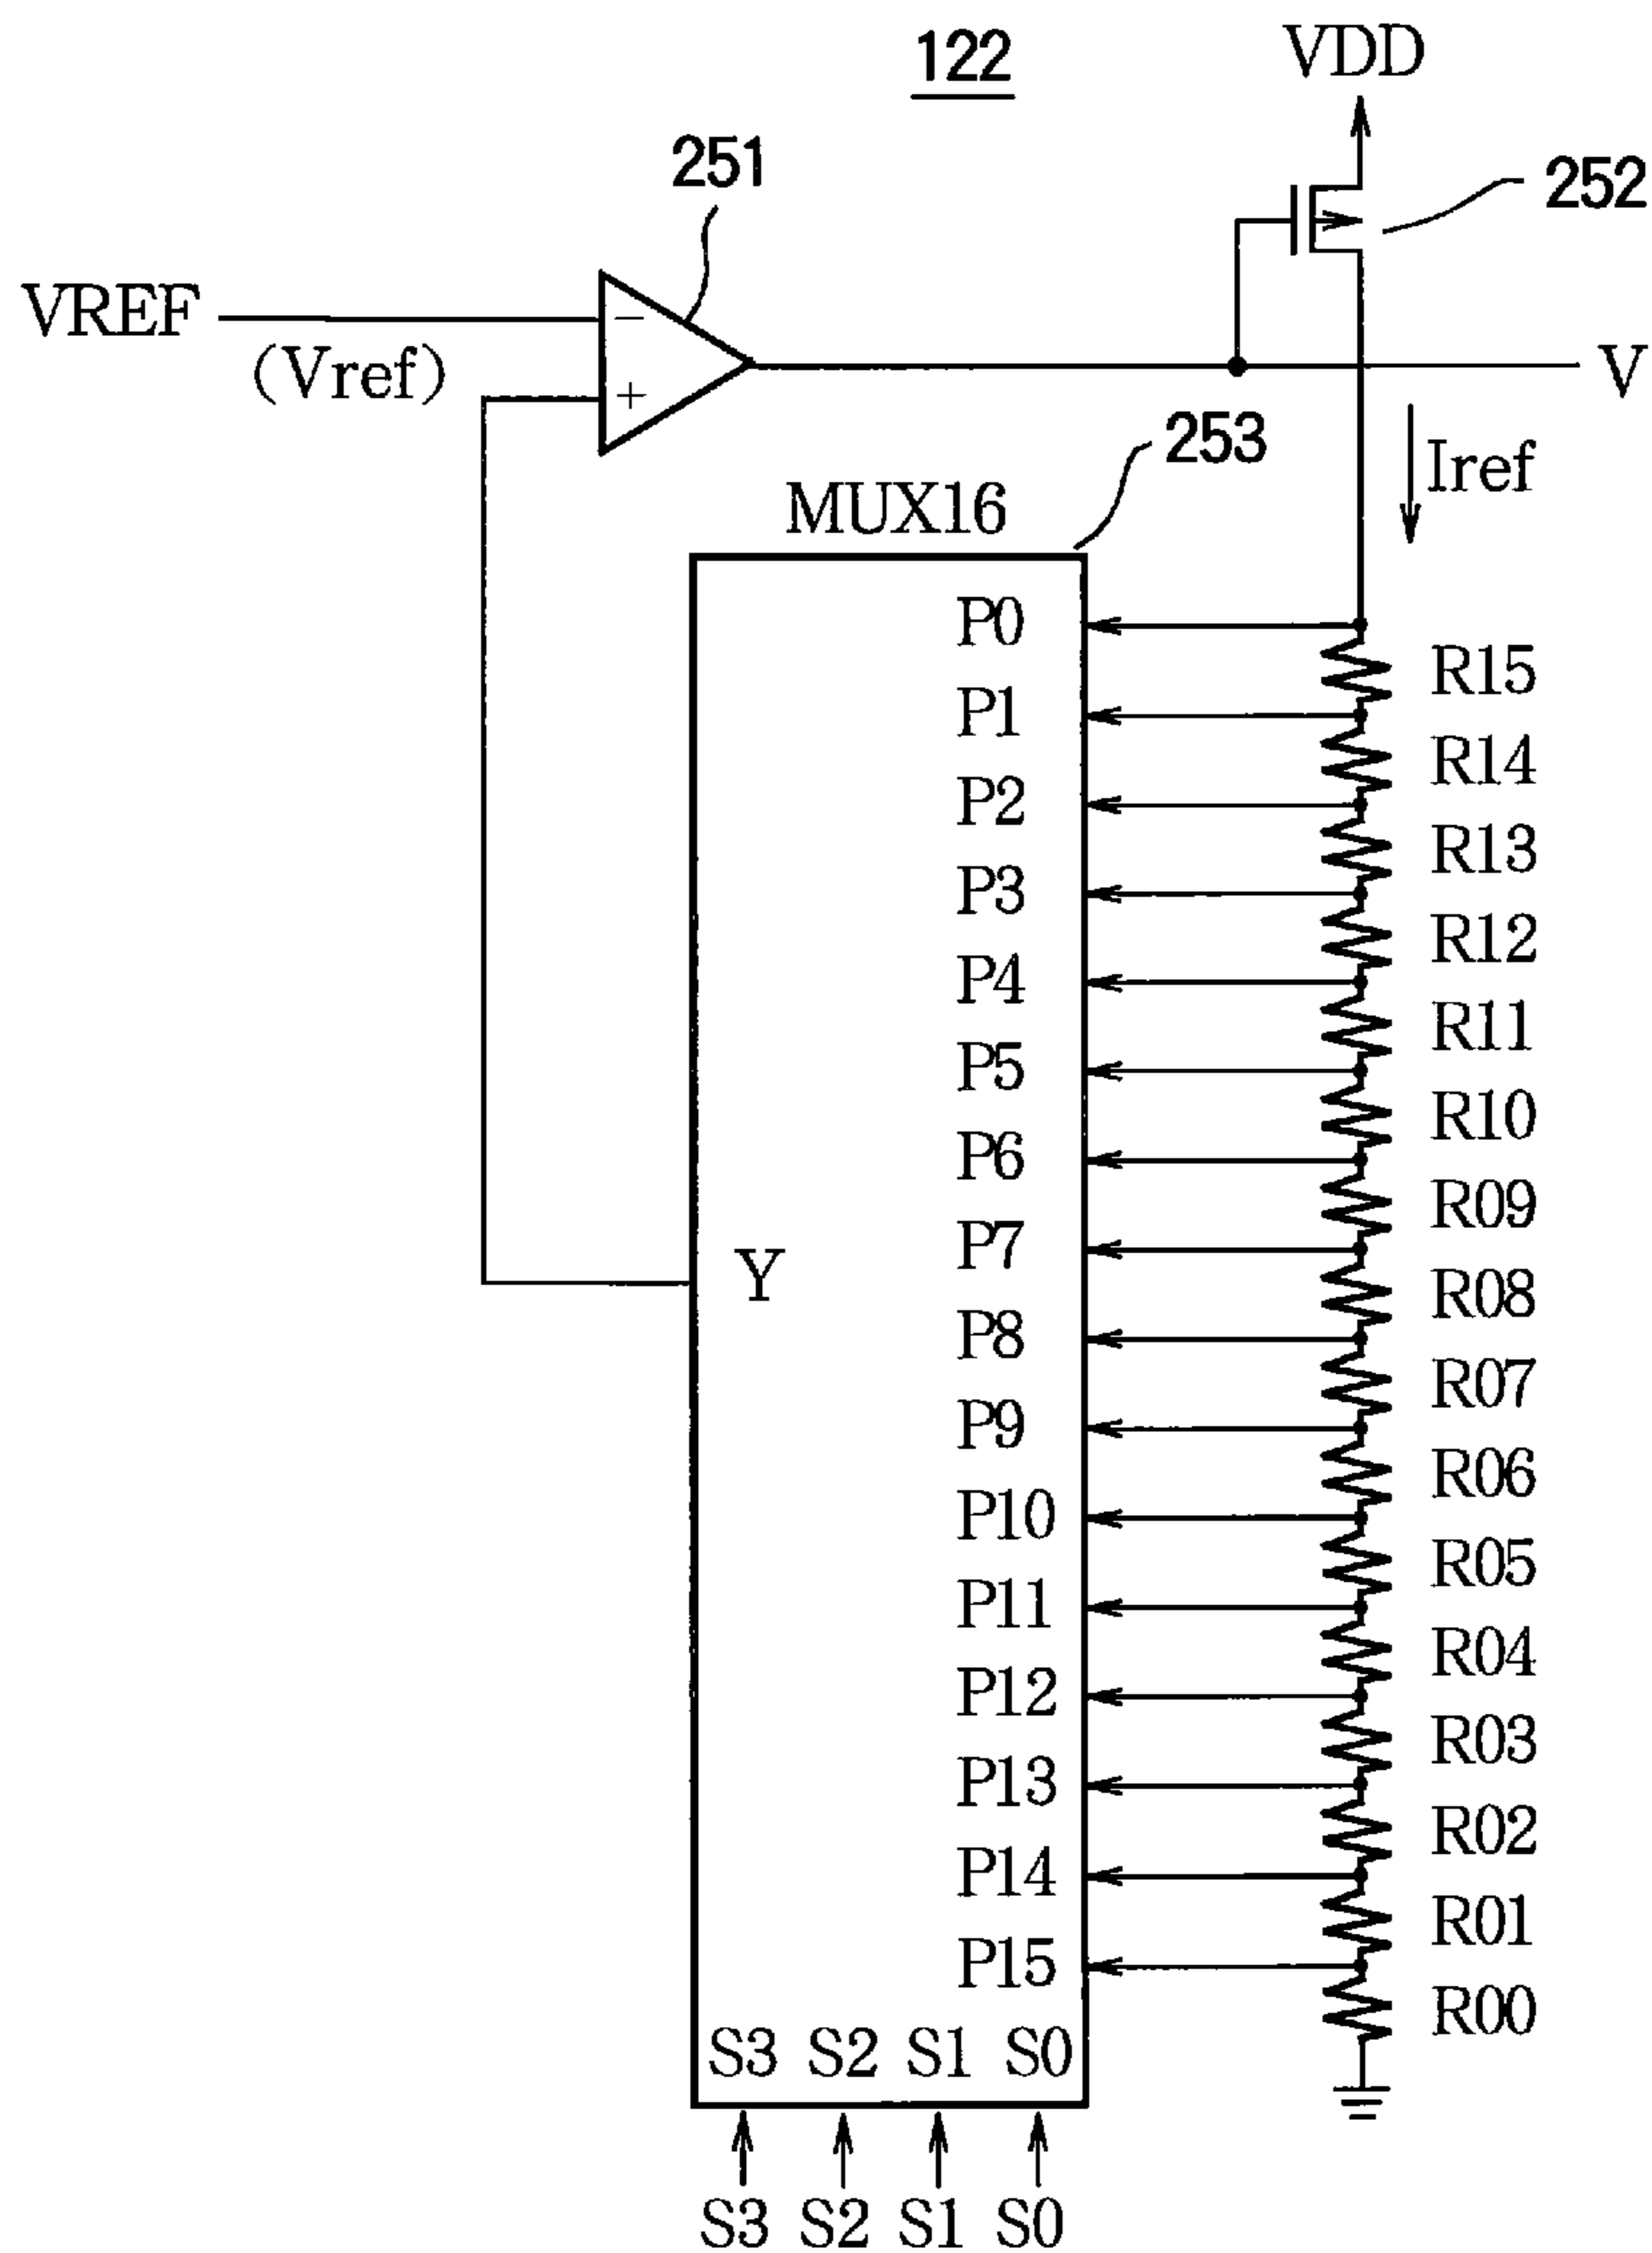 122
VDD
251
252
VREF
(Vref)
−
+
V
253
Iref
MUX16
P0
R15
P1
R14
P2
R13
P3
R12
P4
R11
P5
R10
P6
R09
P7
Y
R08
P8
R07
P9
R06
P10
R05
P11
R04
P12
R03
P13
R02
P14
R01
P15
R00
S3 S2 S1 S0
S3 S2 S1 S0